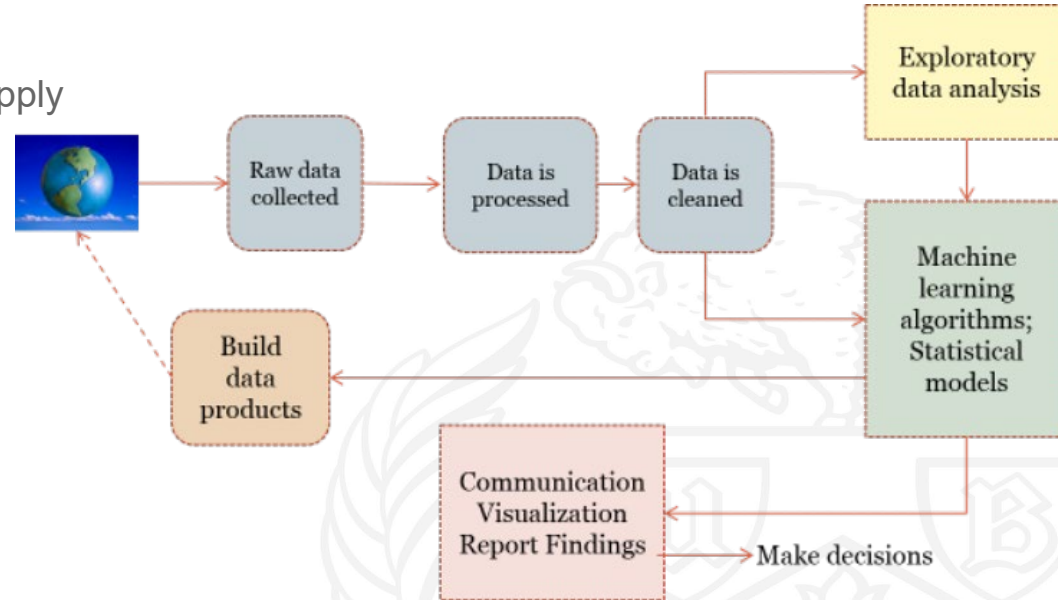 pply
Exploratory
data analysis
Raw data
collected
Data is
processed
Data is
cleaned
Machine
learning
algorithms;
Statistical
models
Build
data
products
Communication
Visualization
Report Findings
Make decisions